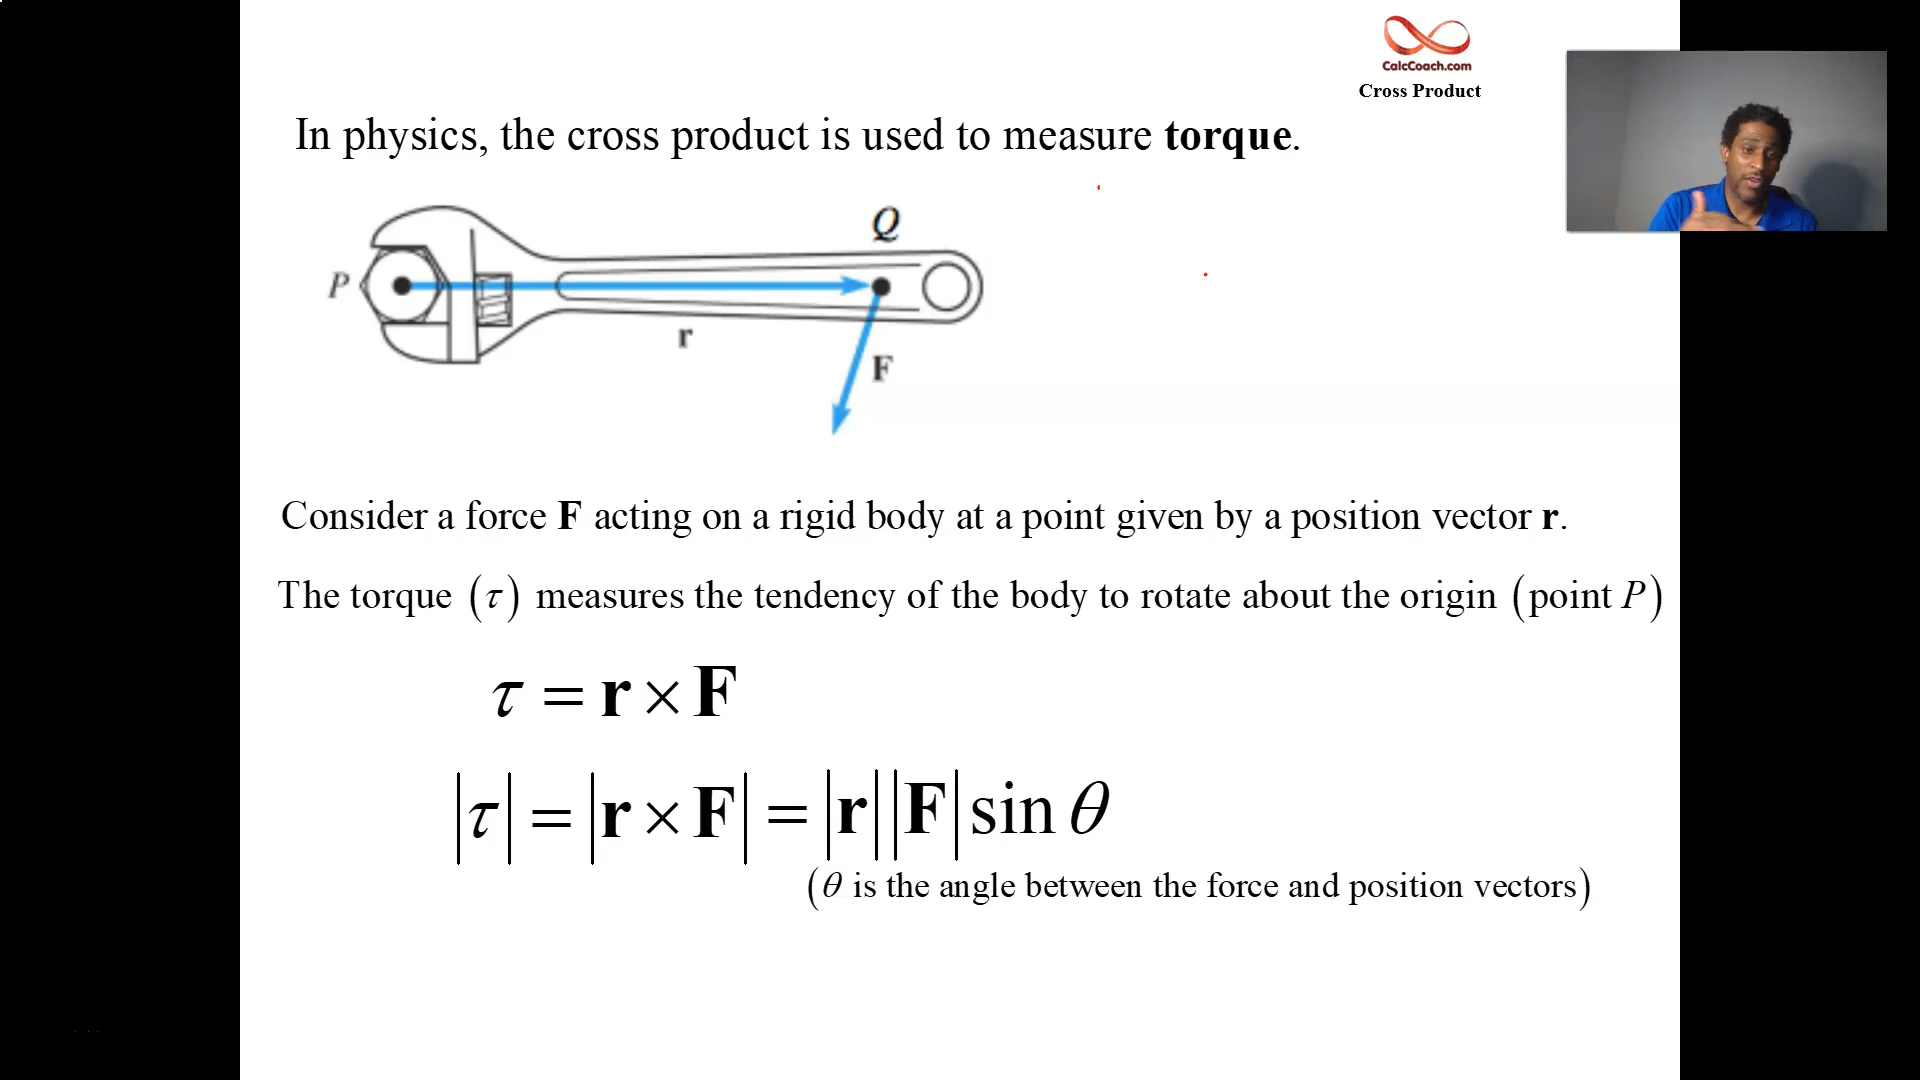 CalcCoach.com
Cross Product
In physics, the cross product is used to measure torque.
Q
P
r
F
Consider a force F acting on a rigid body at a point given by a position vector r.
The torque (τ) measures the tendency of the body to rotate about the origin (point P)
τ = r × F
|τ| = |r × F| = |r||F| sin θ
(θ is the angle between the force and position vectors)